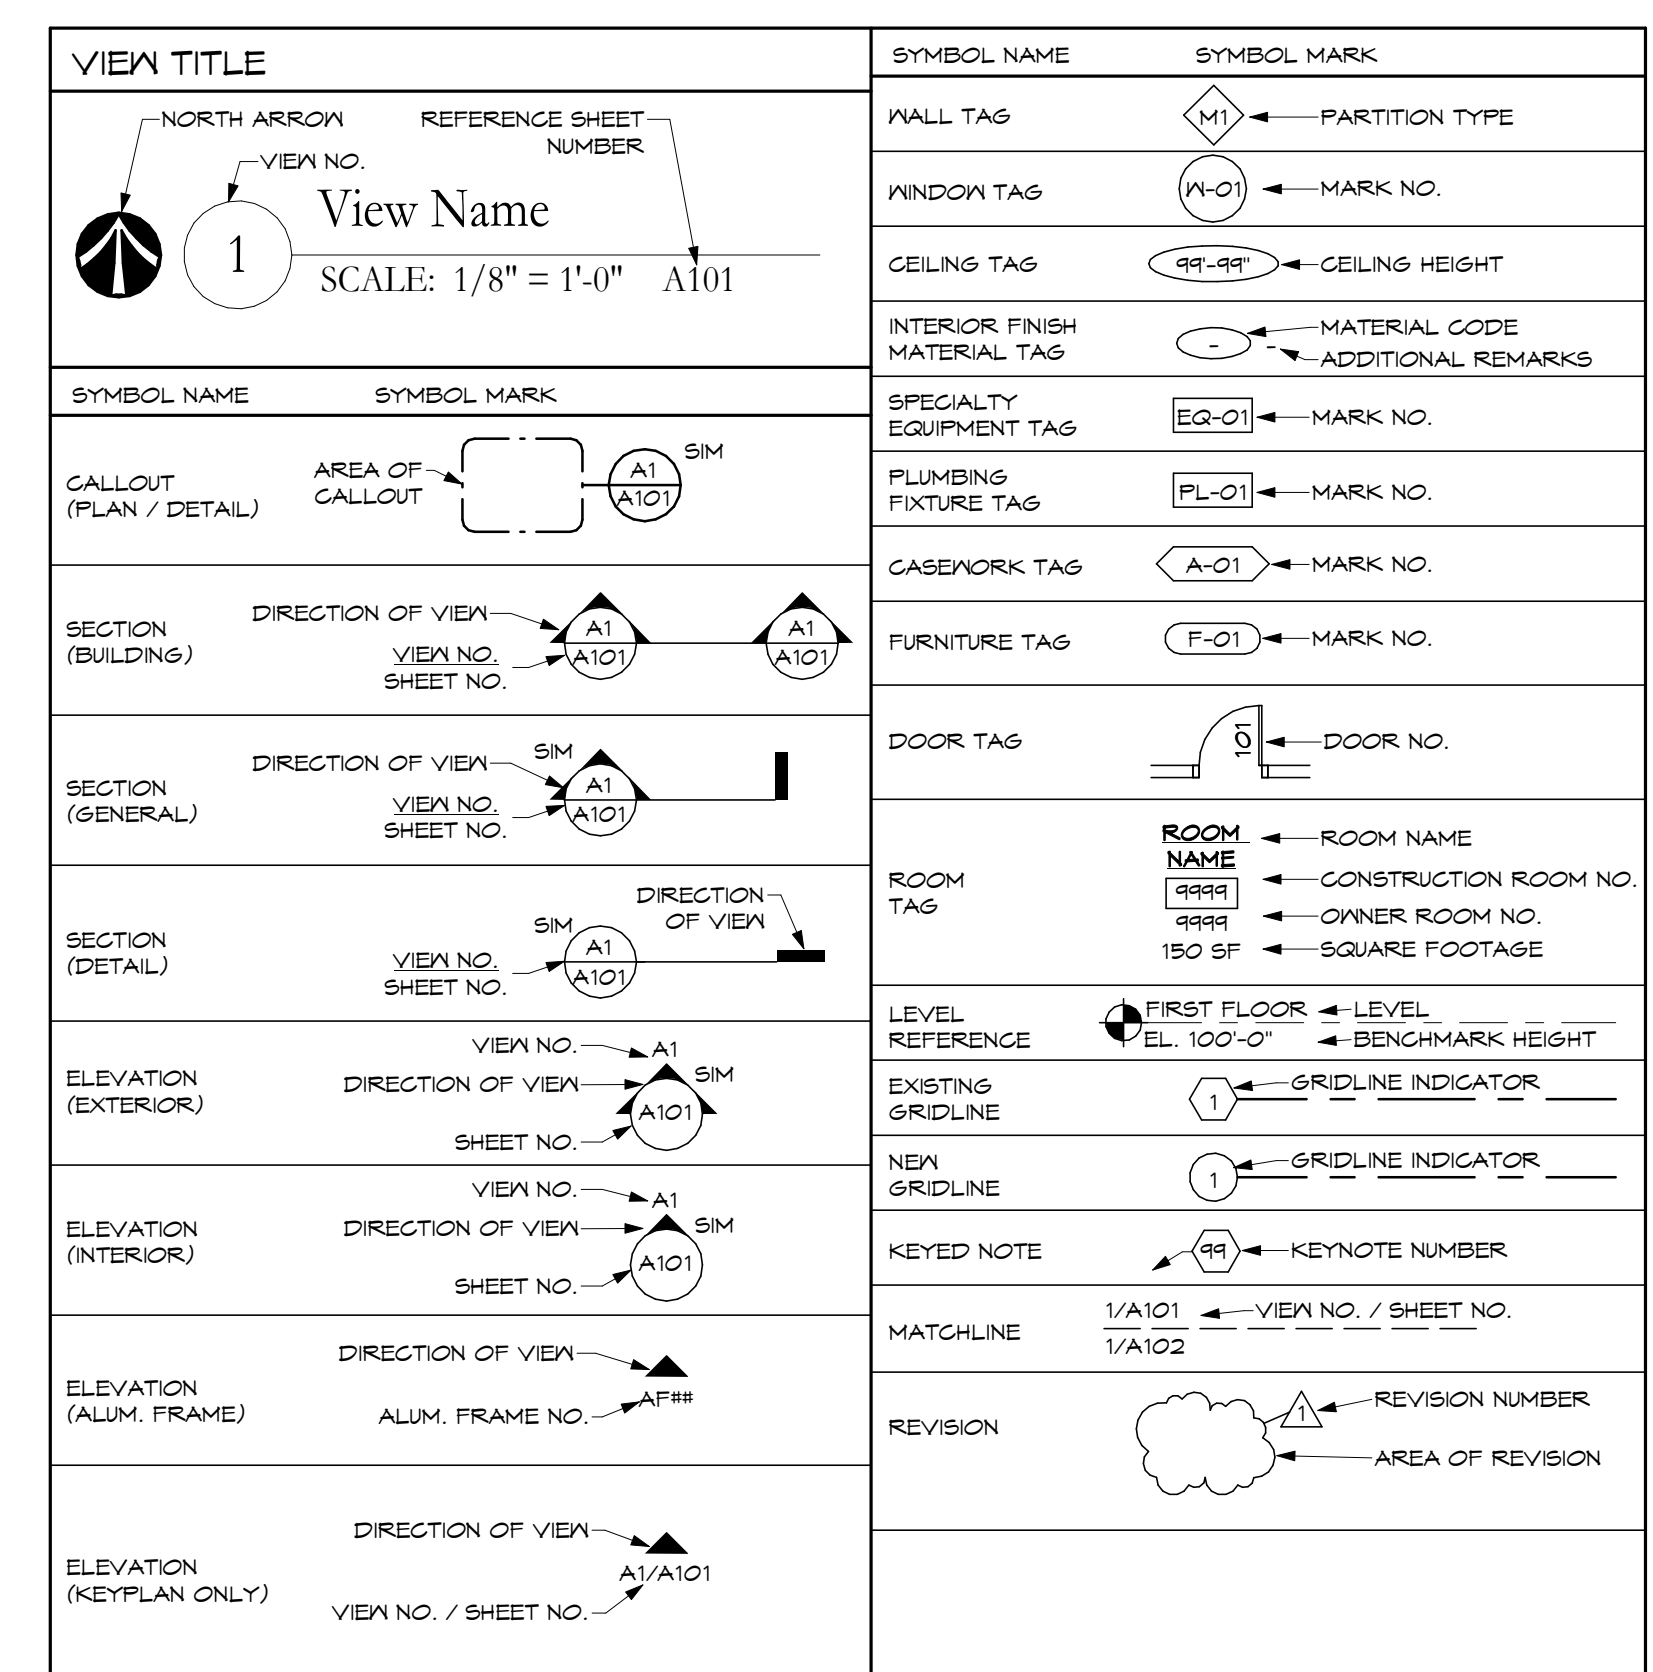 VIEW TITLE
NORTH ARROW
REFERENCE SHEET
NUMBER
VIEW NO.
View Name
1
SCALE: 1/8" = 1'-0" A101
SYMBOL NAME SYMBOL MARK
CALLOUT
(PLAN / DETAIL)
AREA OF
CALLOUT
A1
A101
SIM
SECTION
(BUILDING)
DIRECTION OF VIEW
VIEW NO.
SHEET NO.
A1
A101
A1
A101
SECTION
(GENERAL)
DIRECTION OF VIEW
VIEW NO.
SHEET NO.
SIM
A1
A101
SECTION
(DETAIL)
VIEW NO.
SHEET NO.
SIM
A1
A101
DIRECTION
OF VIEW
ELEVATION
(EXTERIOR)
VIEW NO.
A1
DIRECTION OF VIEW
SIM
A101
SHEET NO.
ELEVATION
(INTERIOR)
VIEW NO.
A1
DIRECTION OF VIEW
SIM
A101
SHEET NO.
ELEVATION
(ALUM. FRAME)
DIRECTION OF VIEW
ALUM. FRAME NO.
AF##
ELEVATION
(KEYPLAN ONLY)
DIRECTION OF VIEW
A1/A101
VIEW NO. / SHEET NO.
SYMBOL NAME SYMBOL MARK
WALL TAG
M1
PARTITION TYPE
WINDOW TAG
W-01
MARK NO.
CEILING TAG
99'-99"
CEILING HEIGHT
INTERIOR FINISH
MATERIAL TAG
- -
MATERIAL CODE
ADDITIONAL REMARKS
SPECIALTY
EQUIPMENT TAG
EQ-01
MARK NO.
PLUMBING
FIXTURE TAG
PL-01
MARK NO.
CASEWORK TAG
A-01
MARK NO.
FURNITURE TAG
F-01
MARK NO.
DOOR TAG
101
DOOR NO.
ROOM
TAG
ROOM
NAME
9999
9999
150 SF
ROOM NAME
CONSTRUCTION ROOM NO.
OWNER ROOM NO.
SQUARE FOOTAGE
LEVEL
REFERENCE
FIRST FLOOR
EL. 100'-0"
LEVEL
BENCHMARK HEIGHT
EXISTING
GRIDLINE
1
GRIDLINE INDICATOR
NEW
GRIDLINE
1
GRIDLINE INDICATOR
KEYED NOTE
99
KEYNOTE NUMBER
MATCHLINE
1/A101
1/A102
VIEW NO. / SHEET NO.
REVISION
1
REVISION NUMBER
AREA OF REVISION